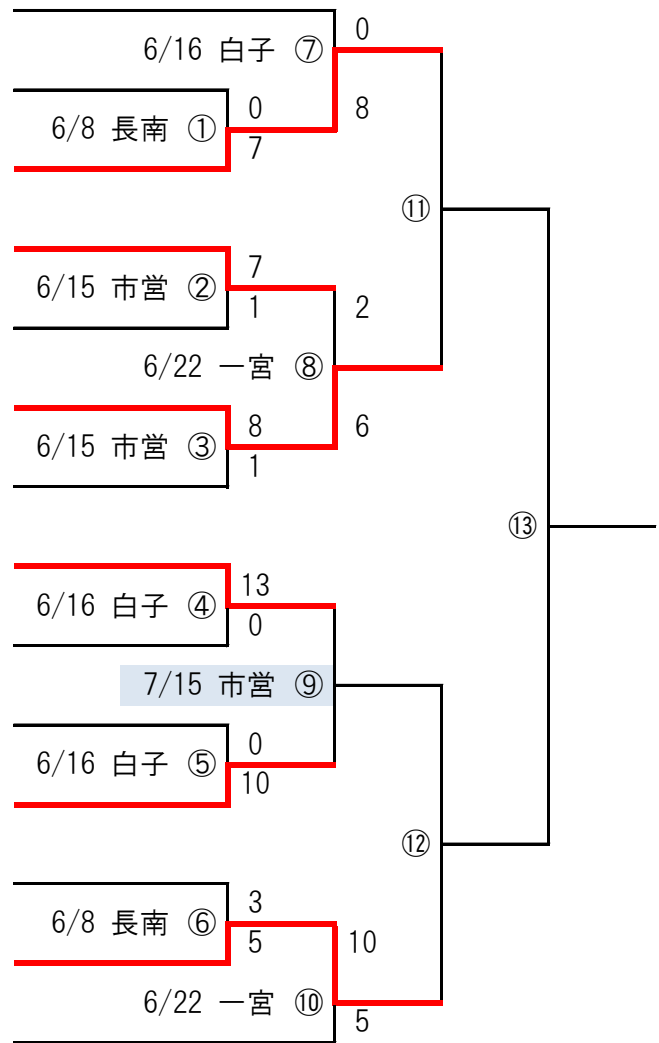 0
6/16 白子 ⑦
0
8
6/8 長南 ①
7
⑪
7
6/15 市営 ②
1
2
6/22 一宮 ⑧
8
6
6/15 市営 ③
1
⑬
13
6/16 白子 ④
0
7/15 市営 ⑨
0
6/16 白子 ⑤
10
⑫
3
6/8 長南 ⑥
5
10
6/22 一宮 ⑩
5